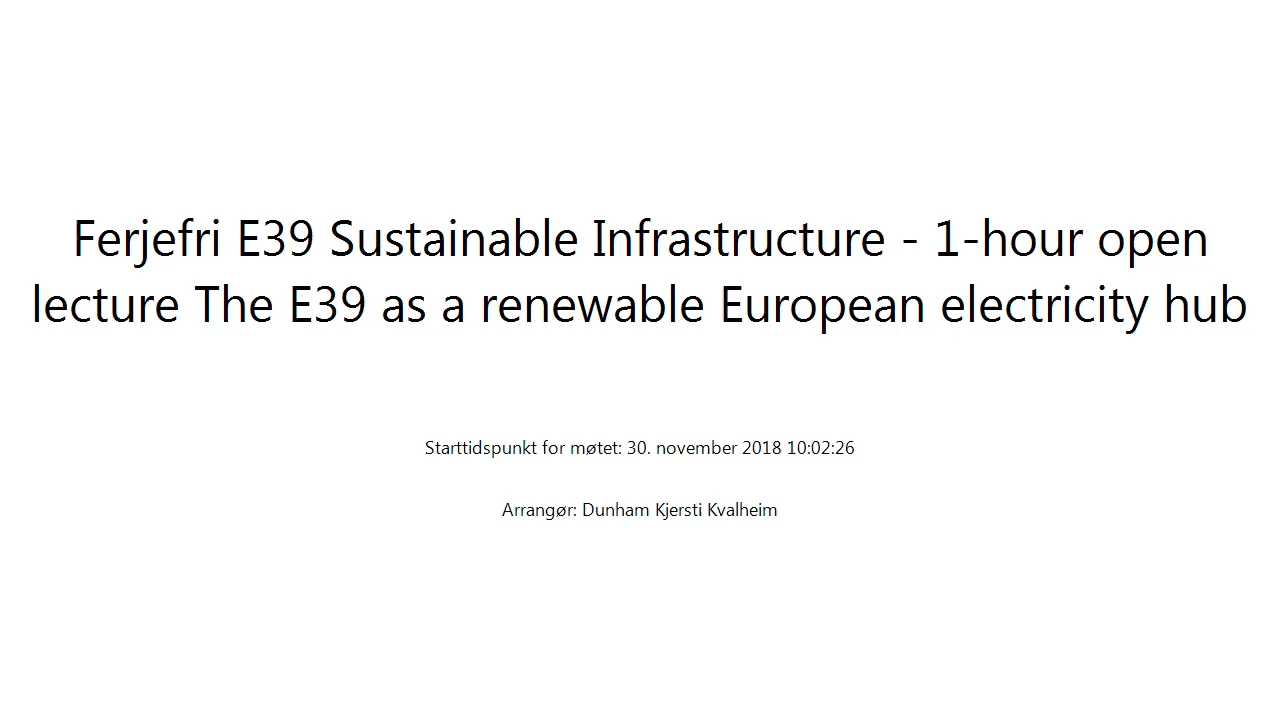 Ferjefri E39 Sustainable Infrastructure - 1-hour open
lecture The E39 as a renewable European electricity hub
Starttidspunkt for møtet: 30. november 2018 10:02:26
Arrangør: Dunham Kjersti Kvalheim